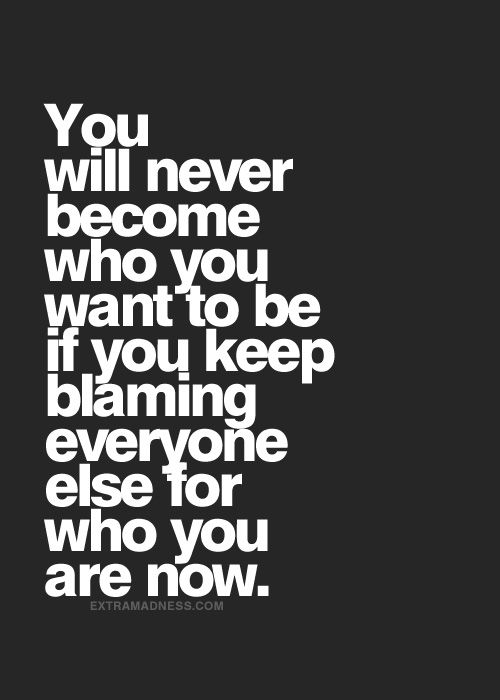 You
will never
become
who you
want to be
if you keep
blaming
everyone
else for
who you
are now.
EXTRAMADNESS.COM